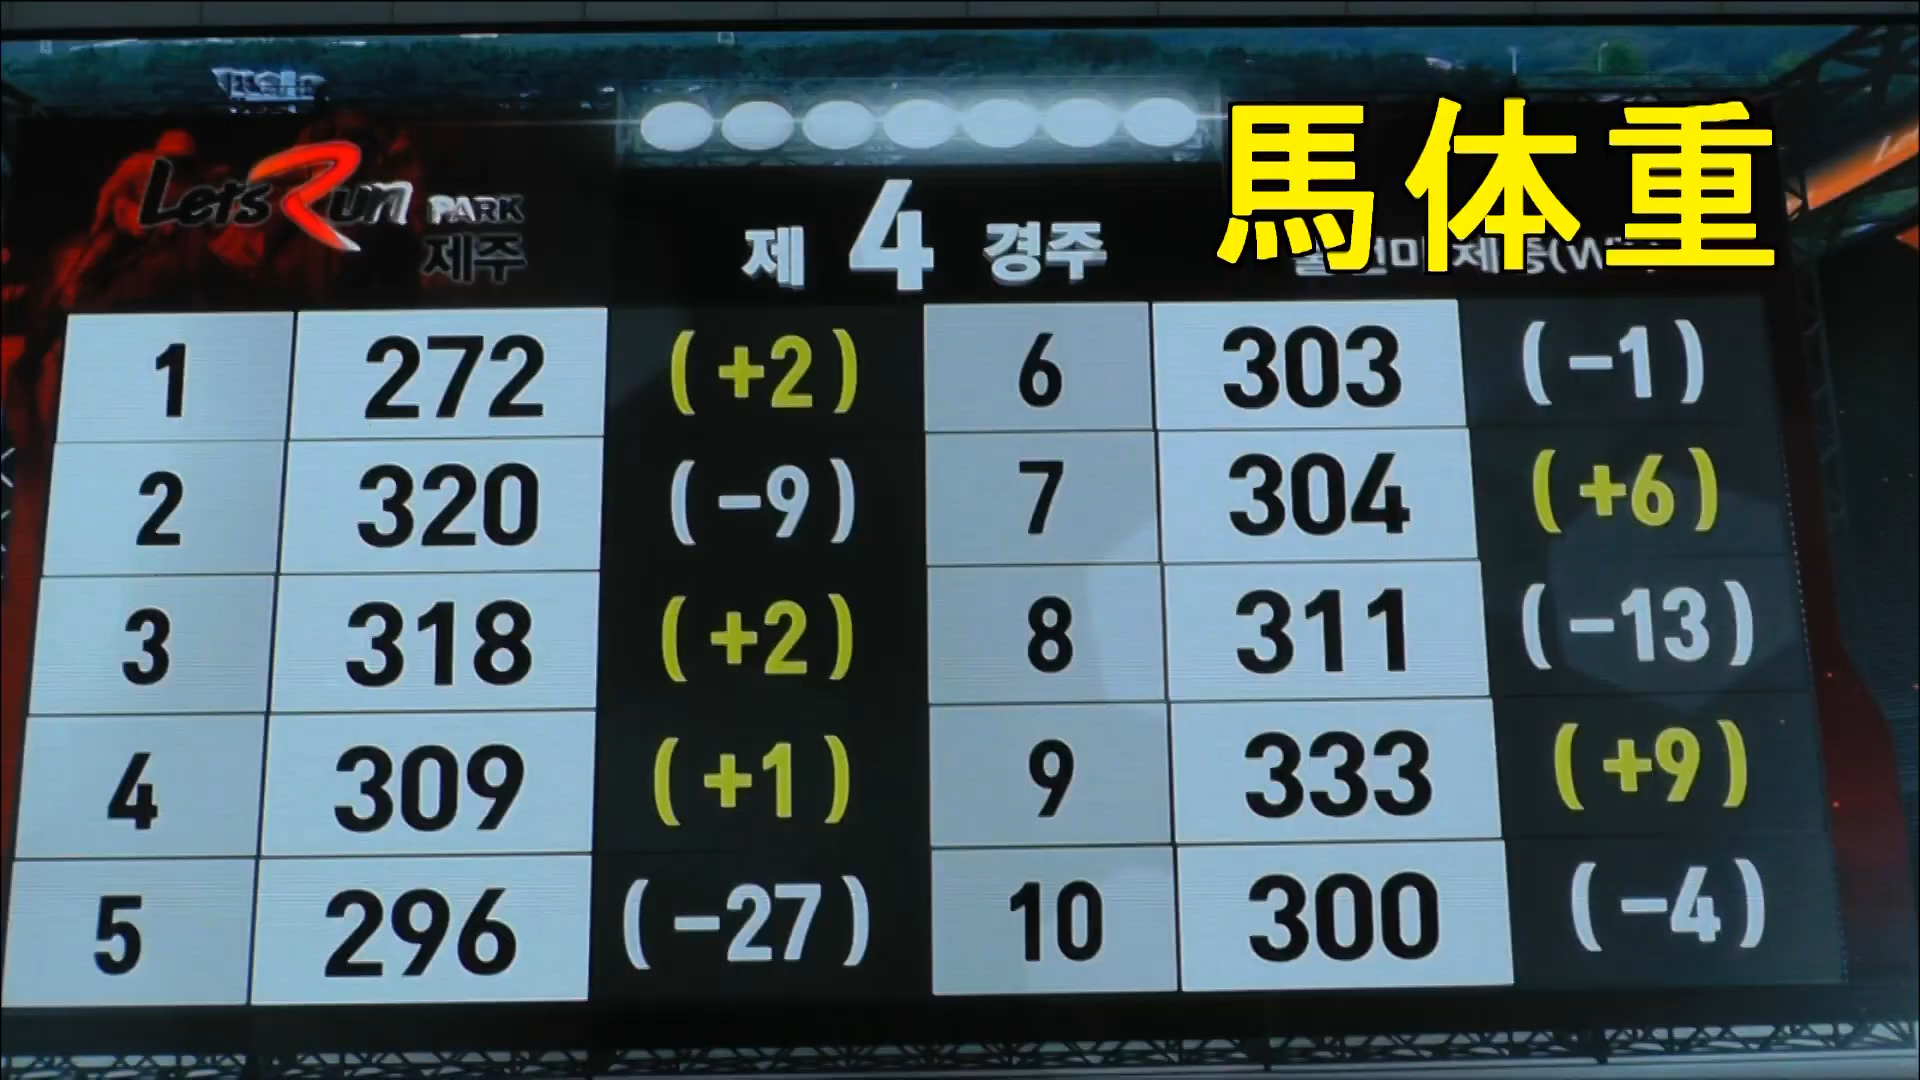 Let's Run PARK
제주
제 4 경주
馬体重
1 272 (+2) 6 303 (-1)
2 320 (-9) 7 304 (+6)
3 318 (+2) 8 311 (-13)
4 309 (+1) 9 333 (+9)
5 296 (-27) 10 300 (-4)